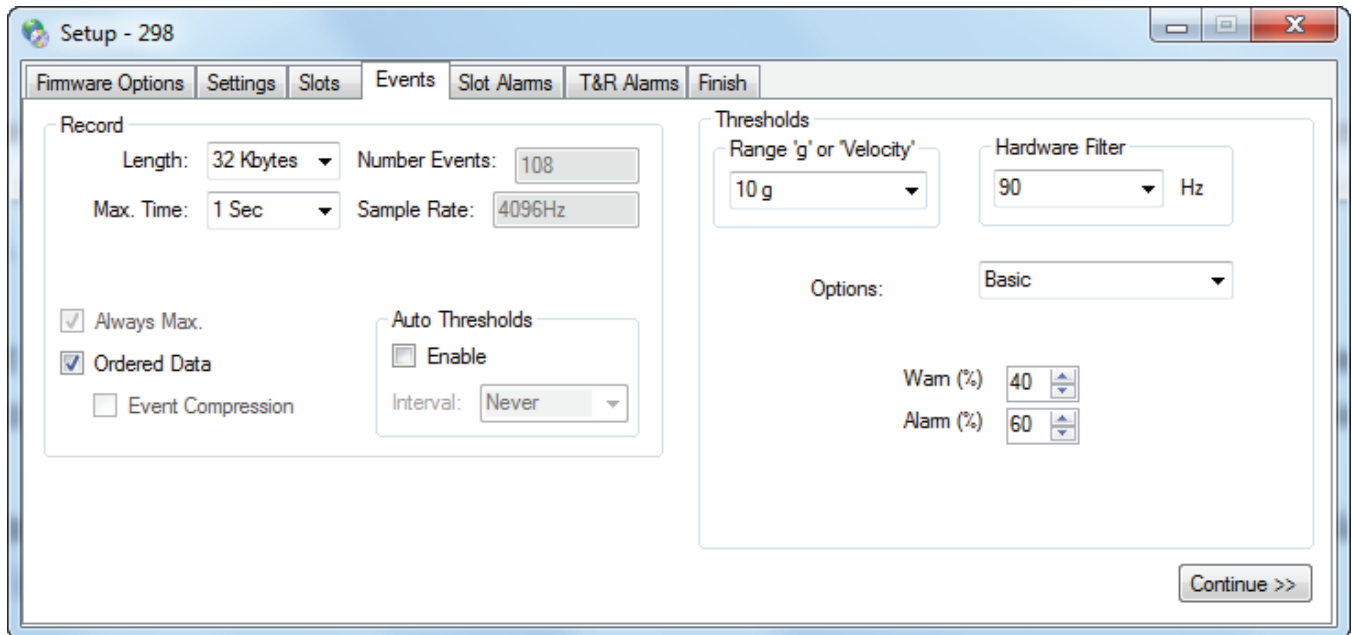 Setup - 298
Firmware Options Settings Slots Events Slot Alarms T&R Alarms Finish
Record
Length: 32 Kbytes Number Events: 108
Max. Time: 1 Sec Sample Rate: 4096Hz
Always Max.
Ordered Data
Event Compression
Auto Thresholds
Enable
Interval: Never
Thresholds
Range 'g' or 'Velocity'
10 g
Hardware Filter
90 Hz
Options: Basic
Warn (%) 40
Alarm (%) 60
Continue >>